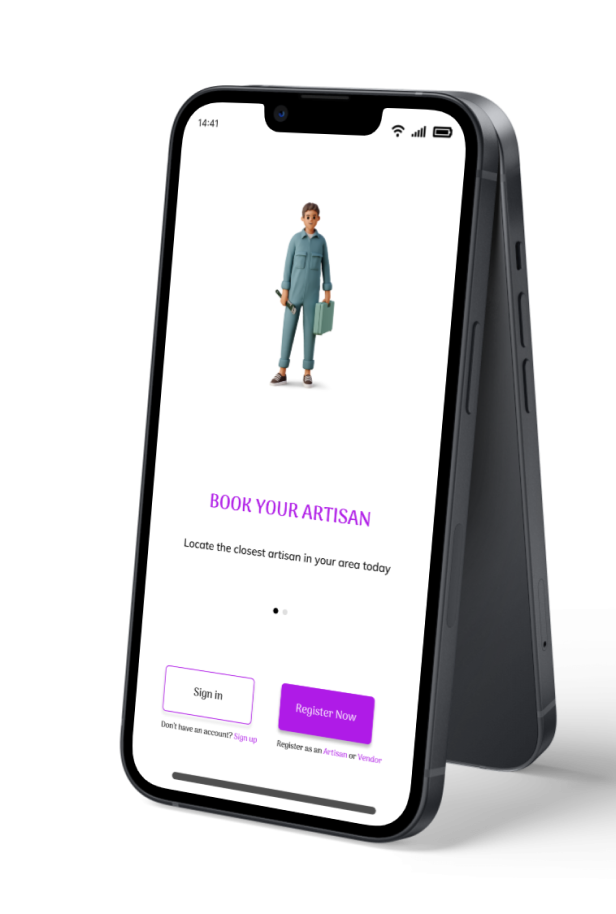 14:41
BOOK YOUR ARTISAN
Locate the closest artisan in your area today
Sign in
Register Now
Don't have an account? Sign up
Register as an Artisan or Vendor